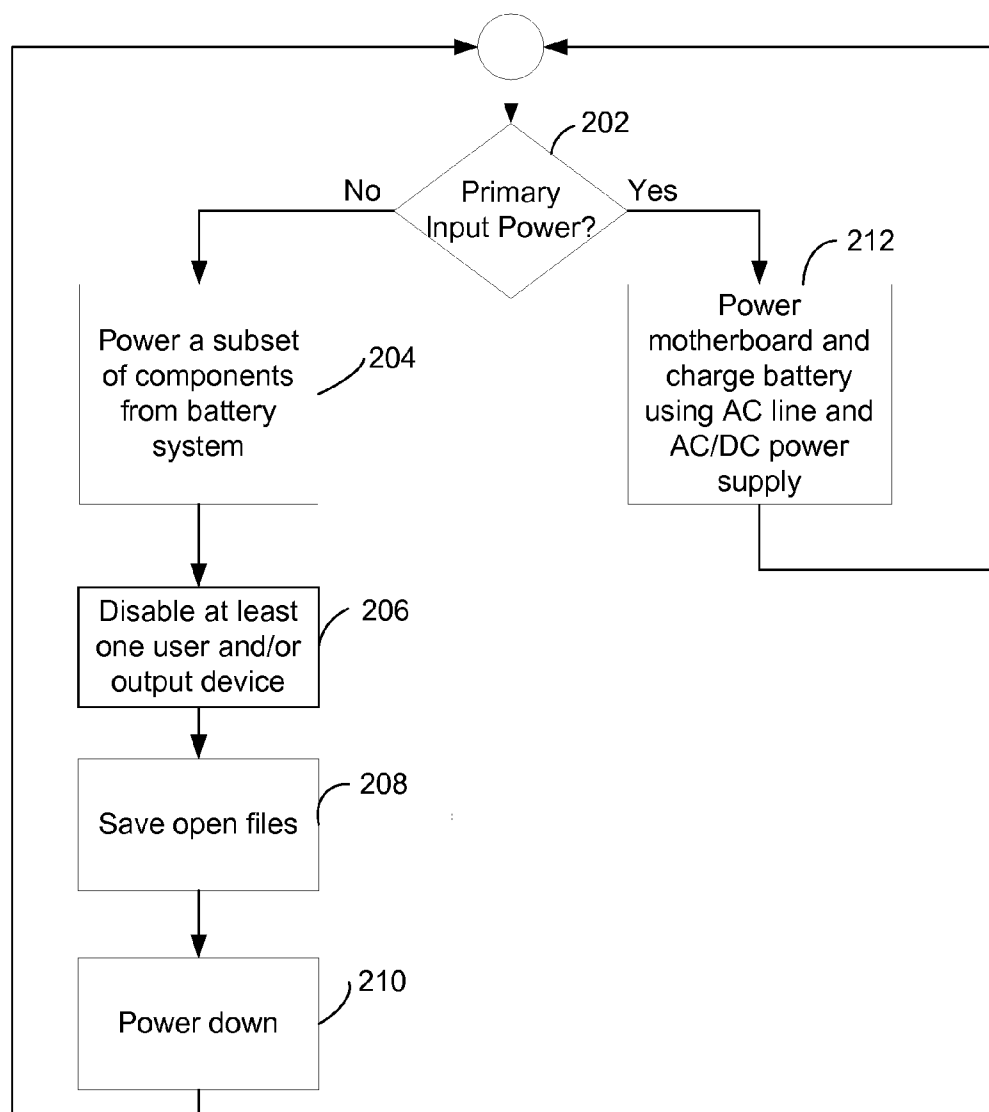 202
No
Primary
Input Power?
Yes
212
Power a subset
of components
from battery
system
204
Power
motherboard and
charge battery
using AC line and
AC/DC power
supply
Disable at least
one user and/or
output device
206
Save open files
208
Power down
210